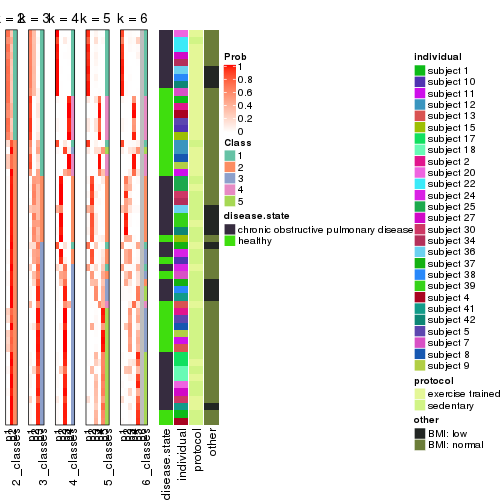 k = 2 k = 3 k = 4 k = 5 k = 6
Prob
1
0.8
0.6
0.4
0.2
0
Class
1
2
3
4
5
disease.state
chronic obstructive pulmonary disease
healthy
individual
subject 1
subject 10
subject 11
subject 12
subject 13
subject 15
subject 17
subject 18
subject 2
subject 20
subject 22
subject 24
subject 25
subject 27
subject 30
subject 34
subject 36
subject 37
subject 38
subject 39
subject 4
subject 41
subject 42
subject 5
subject 7
subject 8
subject 9
protocol
exercise trained
sedentary
other
BMI: low
BMI: normal
2_classes
3_classes
4_classes
5_classes
6_classes
disease.state
individual
protocol
other